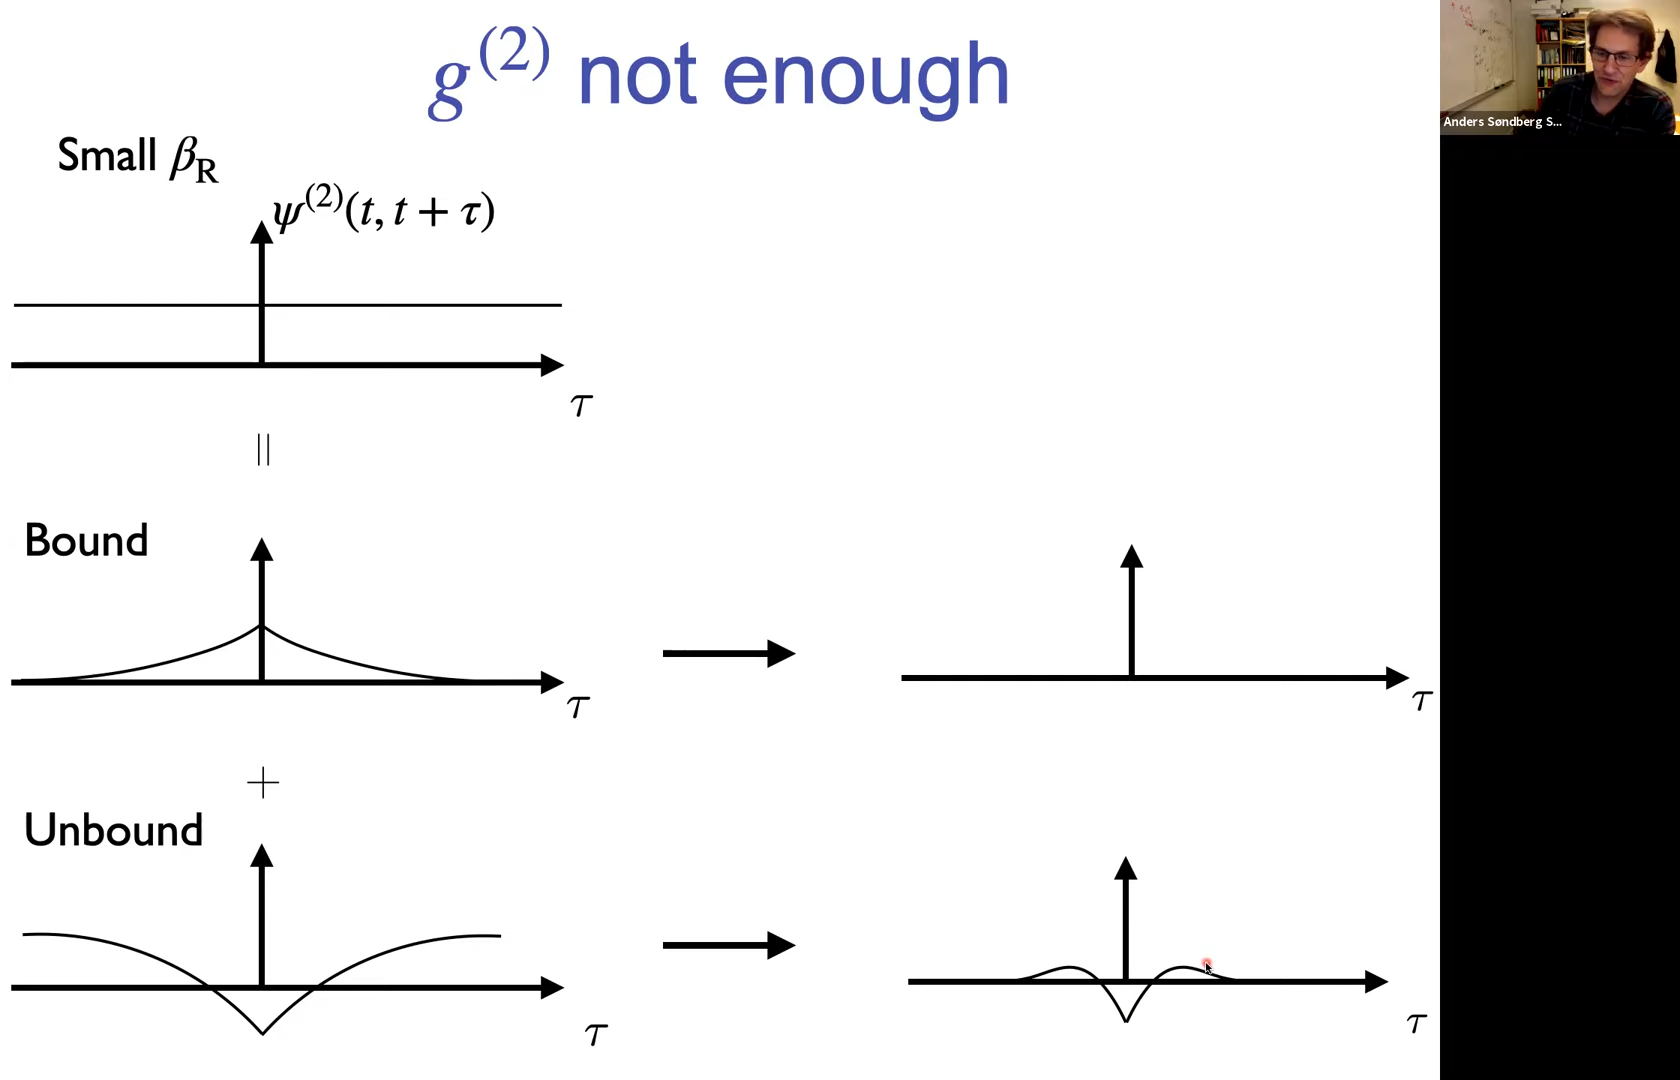 g⁽²⁾ not enough
Anders Søndberg S...
Small βR
ψ⁽²⁾(t, t + τ)
τ
||
Bound
τ
τ
+
Unbound
τ
τ